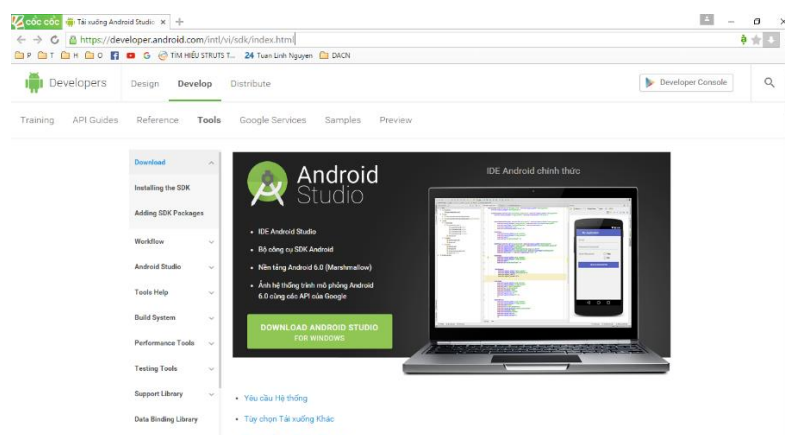 cốc cốc Tải xuống Android Studio
https://developer.android.com/intl/vi/sdk/index.html
P T H O TÌM HIỂU STRUTS T... 24 Tuan Linh Nguyen DACN
Developers Design Develop Distribute Developer Console
Training API Guides Reference Tools Google Services Samples Preview
Download
Installing the SDK
Adding SDK Packages
Workflow
Android Studio
Tools Help
Build System
Performance Tools
Testing Tools
Support Library
Data Binding Library
Android
Studio
IDE Android chính thức
• IDE Android Studio
• Bộ công cụ SDK Android
• Nền tảng Android 6.0 (Marshmallow)
• Ảnh hệ thống trình mô phỏng Android
6.0 cùng các API của Google
DOWNLOAD ANDROID STUDIO
FOR WINDOWS
• Yêu cầu Hệ thống
• Tùy chọn Tải xuống Khác